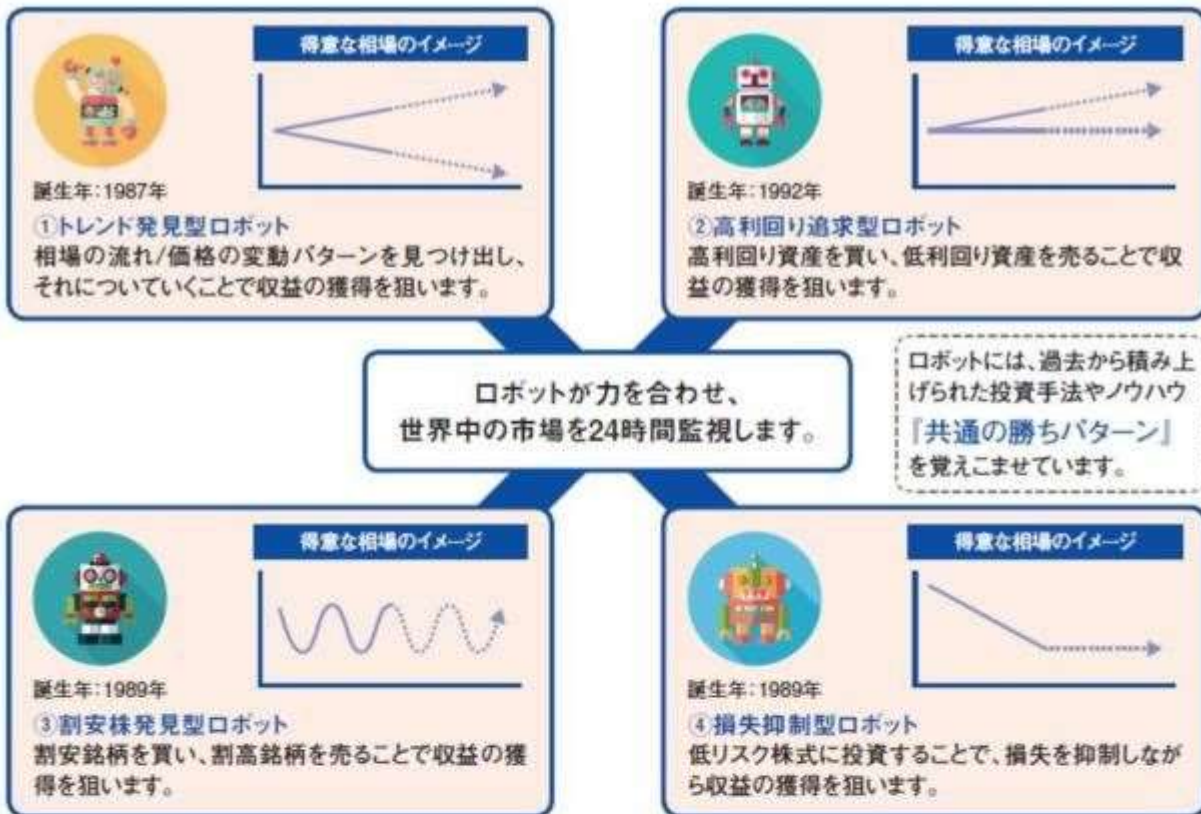 得意な相場のイメージ
誕生年:1987年
①トレンド発見型ロボット
相場の流れ/価格の変動パターンを見つけ出し、
それについていくことで収益の獲得を狙います。
得意な相場のイメージ
誕生年:1992年
②高利回り追求型ロボット
高利回り資産を買い、低利回り資産を売ることで収
益の獲得を狙います。
ロボットが力を合わせ、
世界中の市場を24時間監視します。
ロボットには、過去から積み上
げられた投資手法やノウハウ
『共通の勝ちパターン』
を覚えこませています。
得意な相場のイメージ
誕生年:1989年
③割安株発見型ロボット
割安銘柄を買い、割高銘柄を売ることで収益の獲
得を狙います。
得意な相場のイメージ
誕生年:1989年
④損失抑制型ロボット
低リスク株式に投資することで、損失を抑制しなが
ら収益の獲得を狙います。